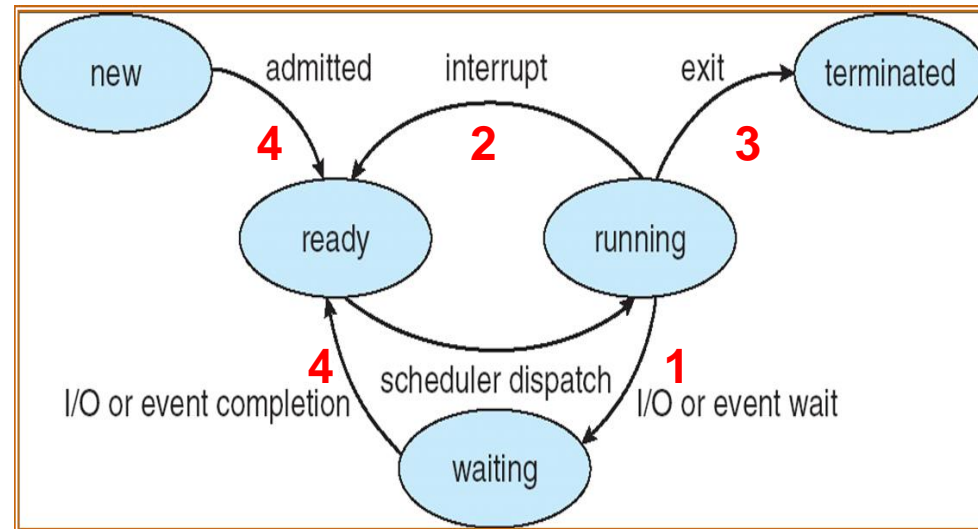 new
admitted
interrupt
exit
terminated
4
2
3
ready
running
4
scheduler dispatch
1
I/O or event completion
I/O or event wait
waiting